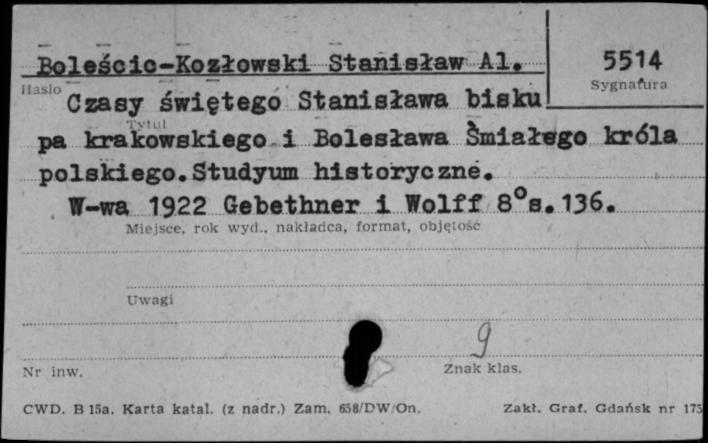 Boleścic-Kozłowski Stanisław Al.
5514
Hasło
Sygnatura
Czasy świętego Stanisława bisku
Tytuł
pa krakowskiego i Bolesława Śmiałego króla
polskiego.Studyum historyczne.
W-wa 1922 Gebethner i Wolff 8°s.136.
Miejsce, rok wyd., nakładca, format, objętość
Uwagi
9
Nr inw.
Znak klas.
CWD. B 15a. Karta katal. (z nadr.) Zam. 658/DW/On.
Zakł. Graf. Gdańsk nr 175